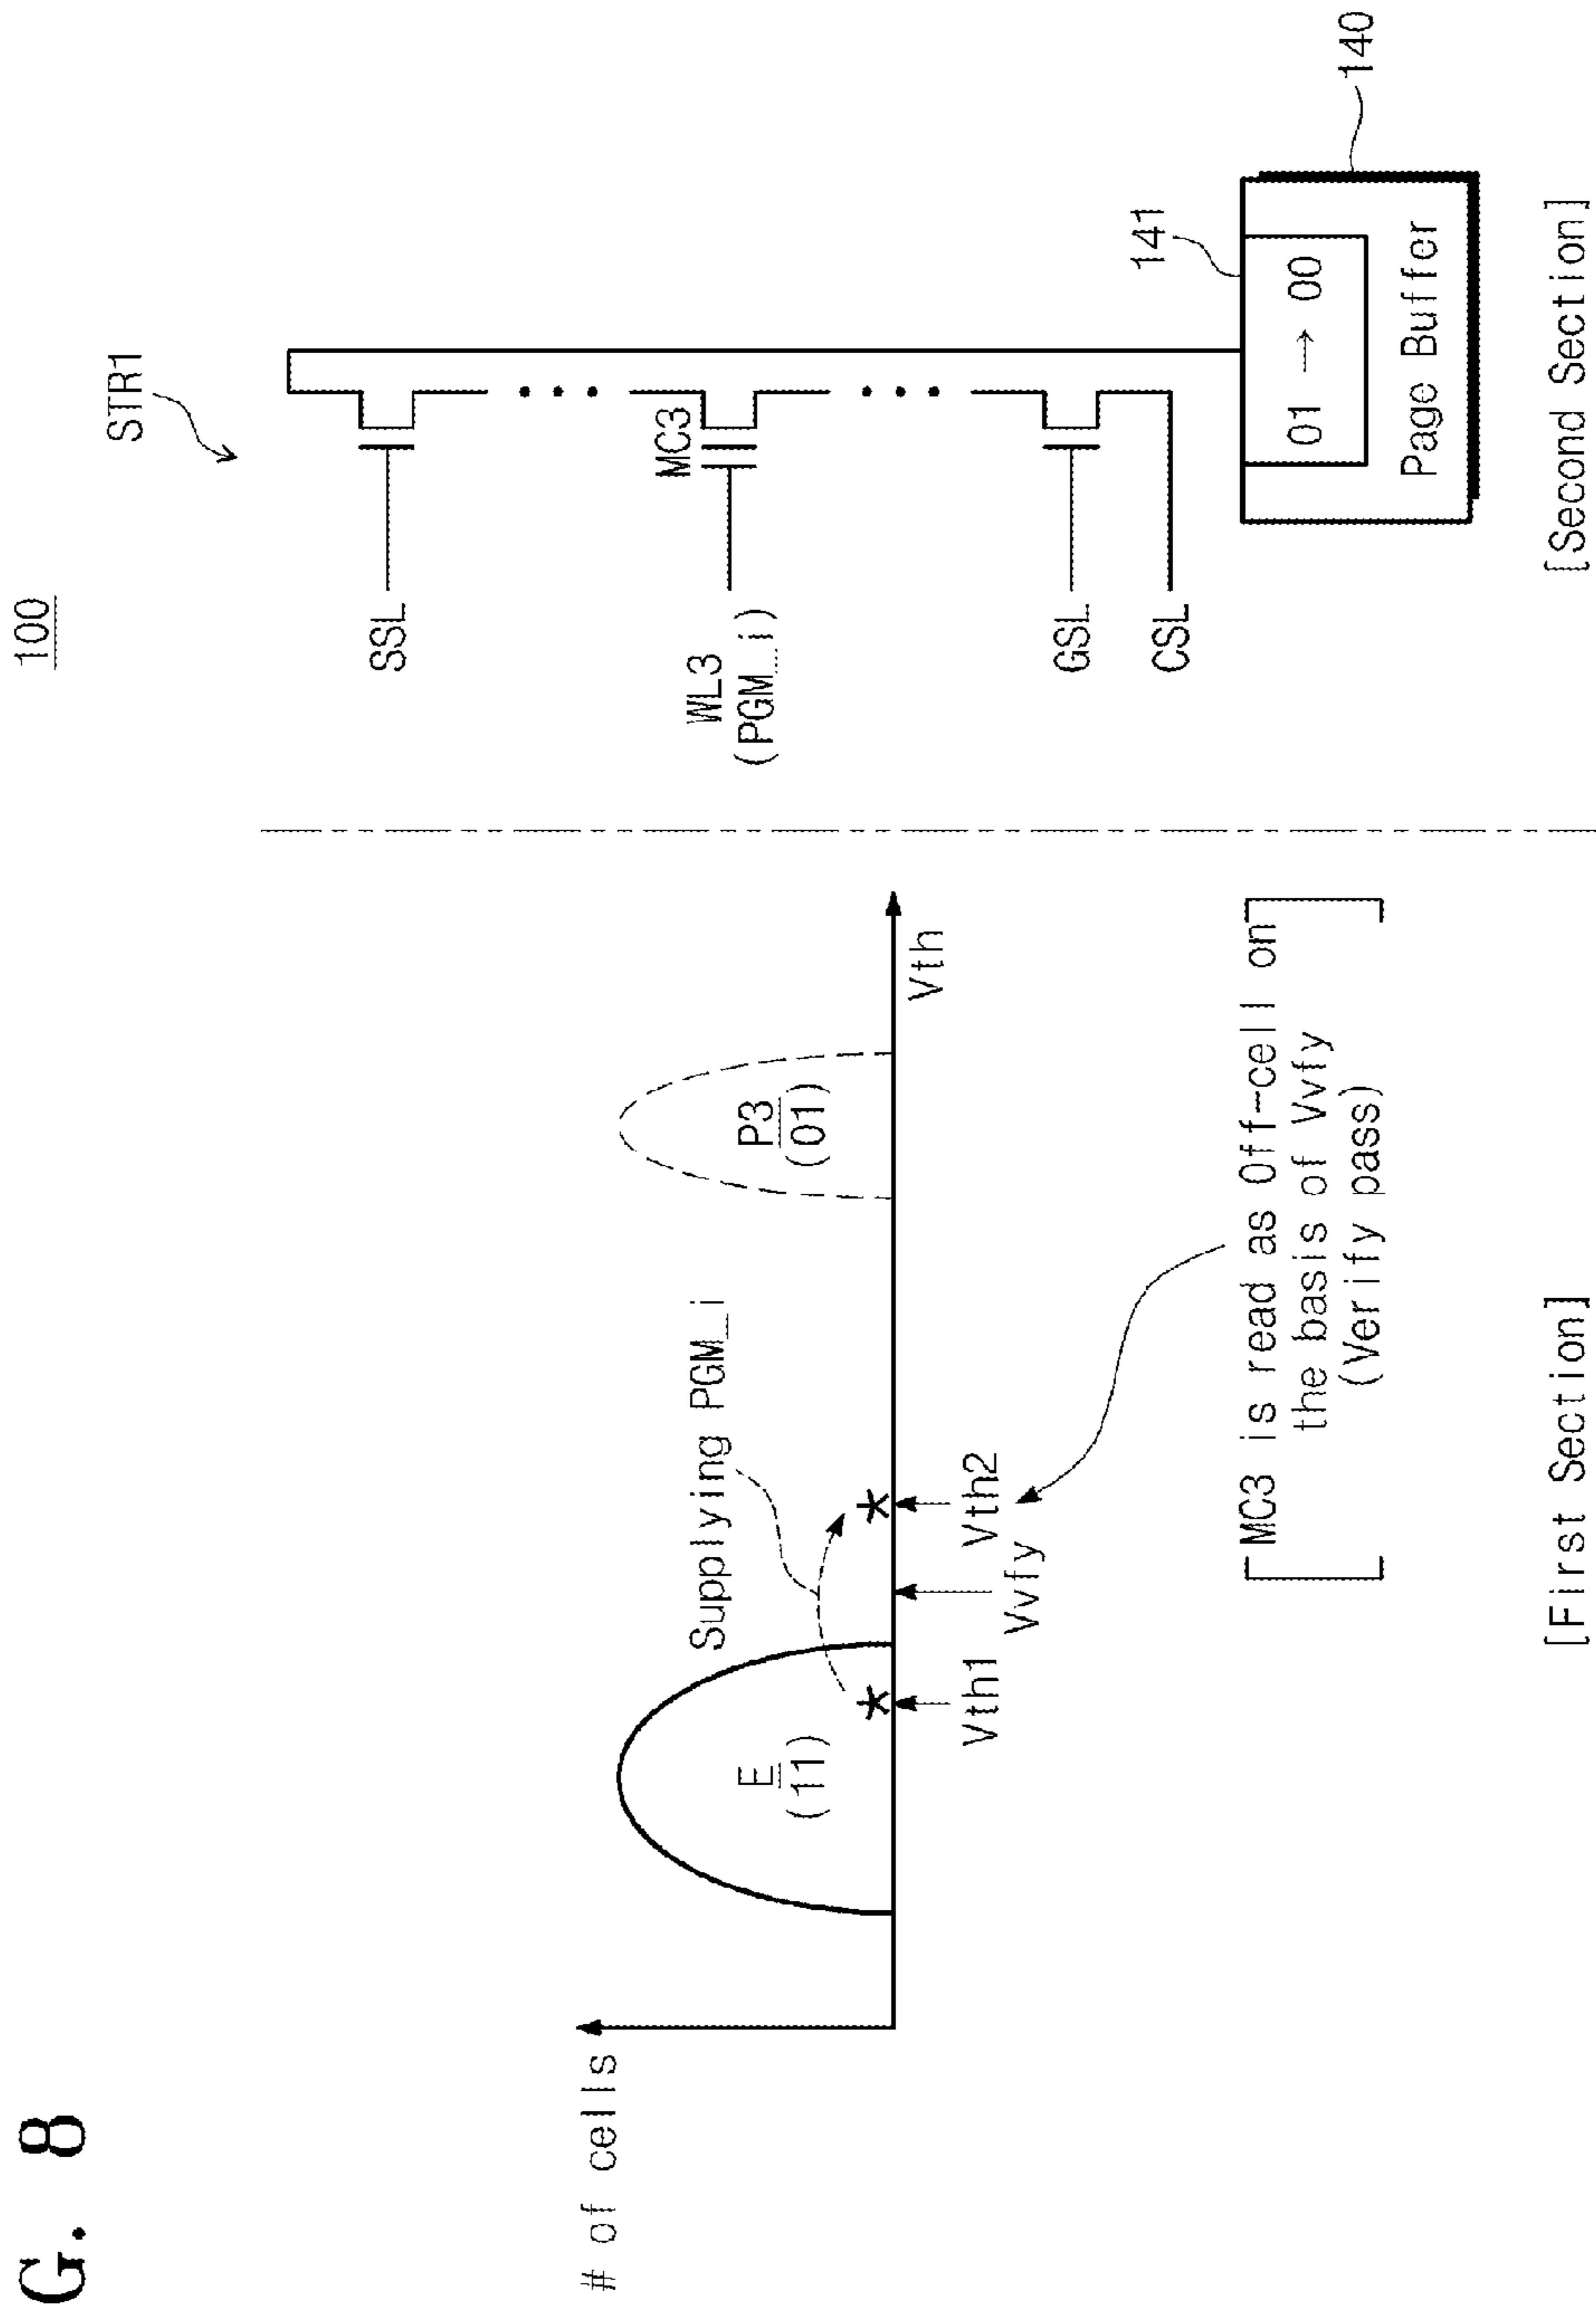 G. 8
100
# of cells
E
(11)
Supplying PGM_i
P3
(01)
Vth
Vth1
Vvfy
Vth2
MC3 is read as Off-cell on
the basis of Vvfy
(Verify pass)
[First Section]
STR1
SSL
MC3
WL3
(PGM_i)
GSL
CSL
141
01 → 00
Page Buffer
140
[Second Section]